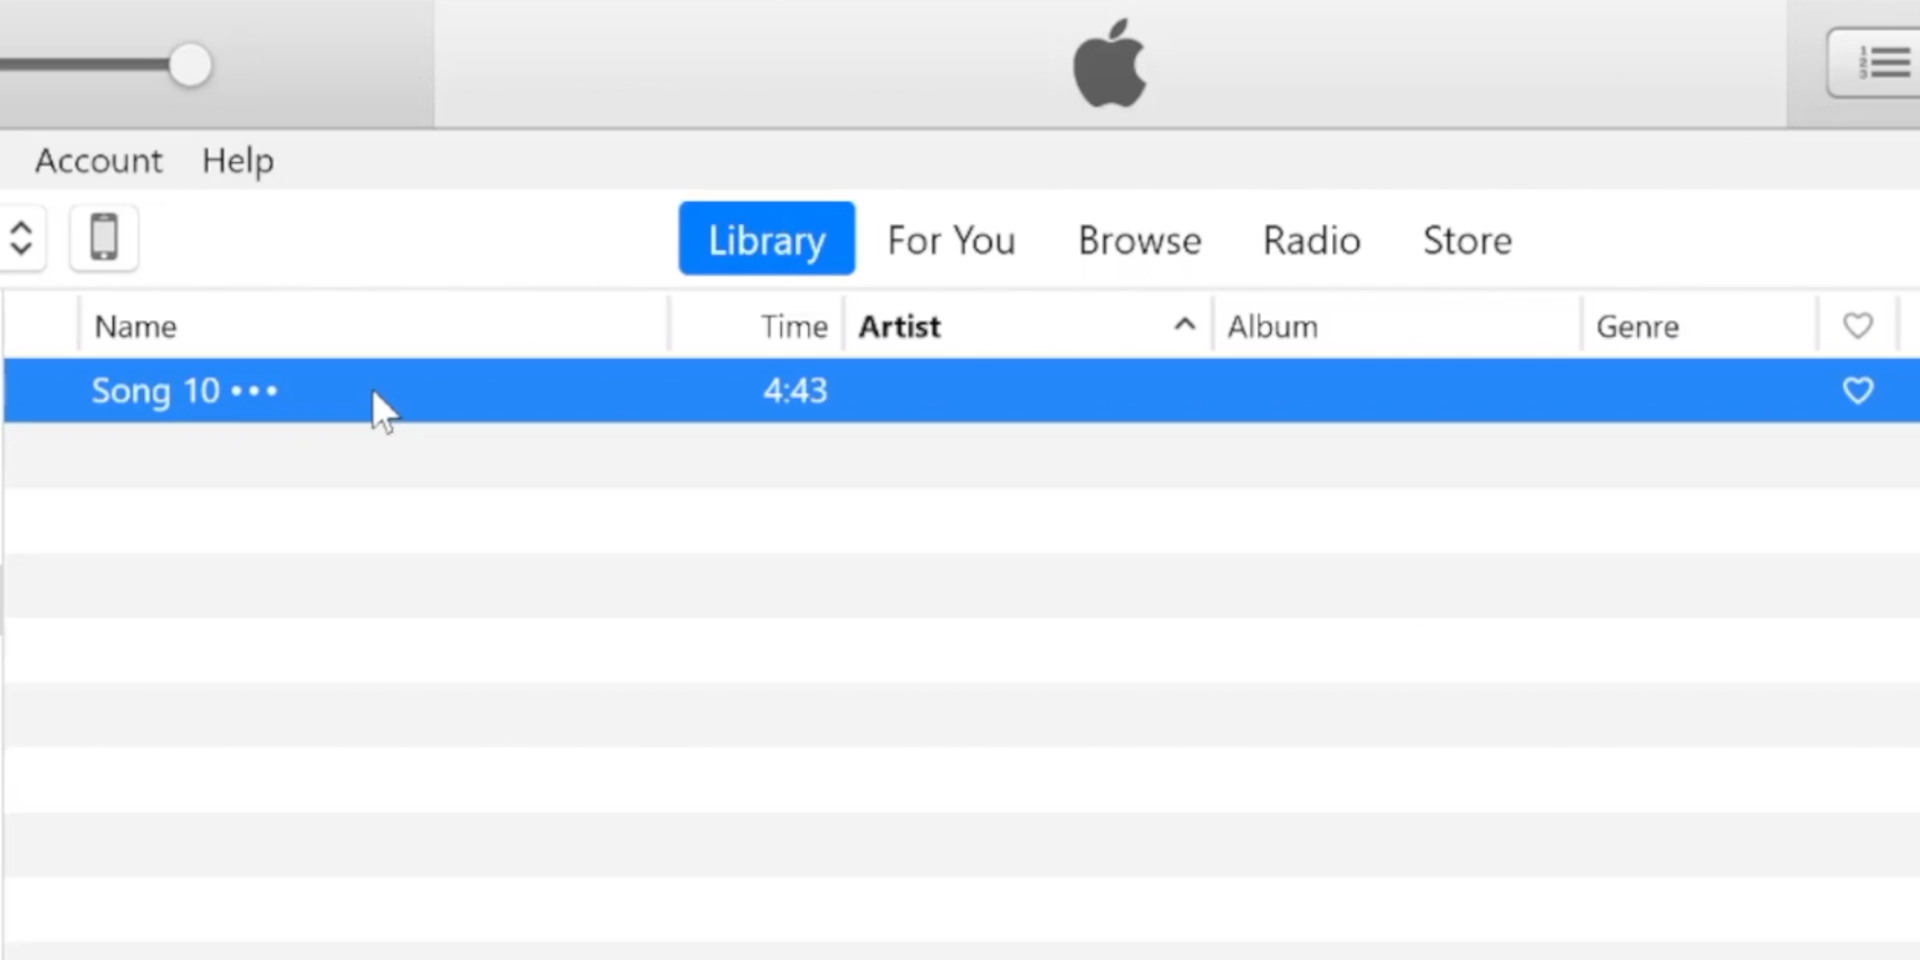 Account Help
Library For You Browse Radio Store
Name Time Artist Album Genre
Song 10 ••• 4:43